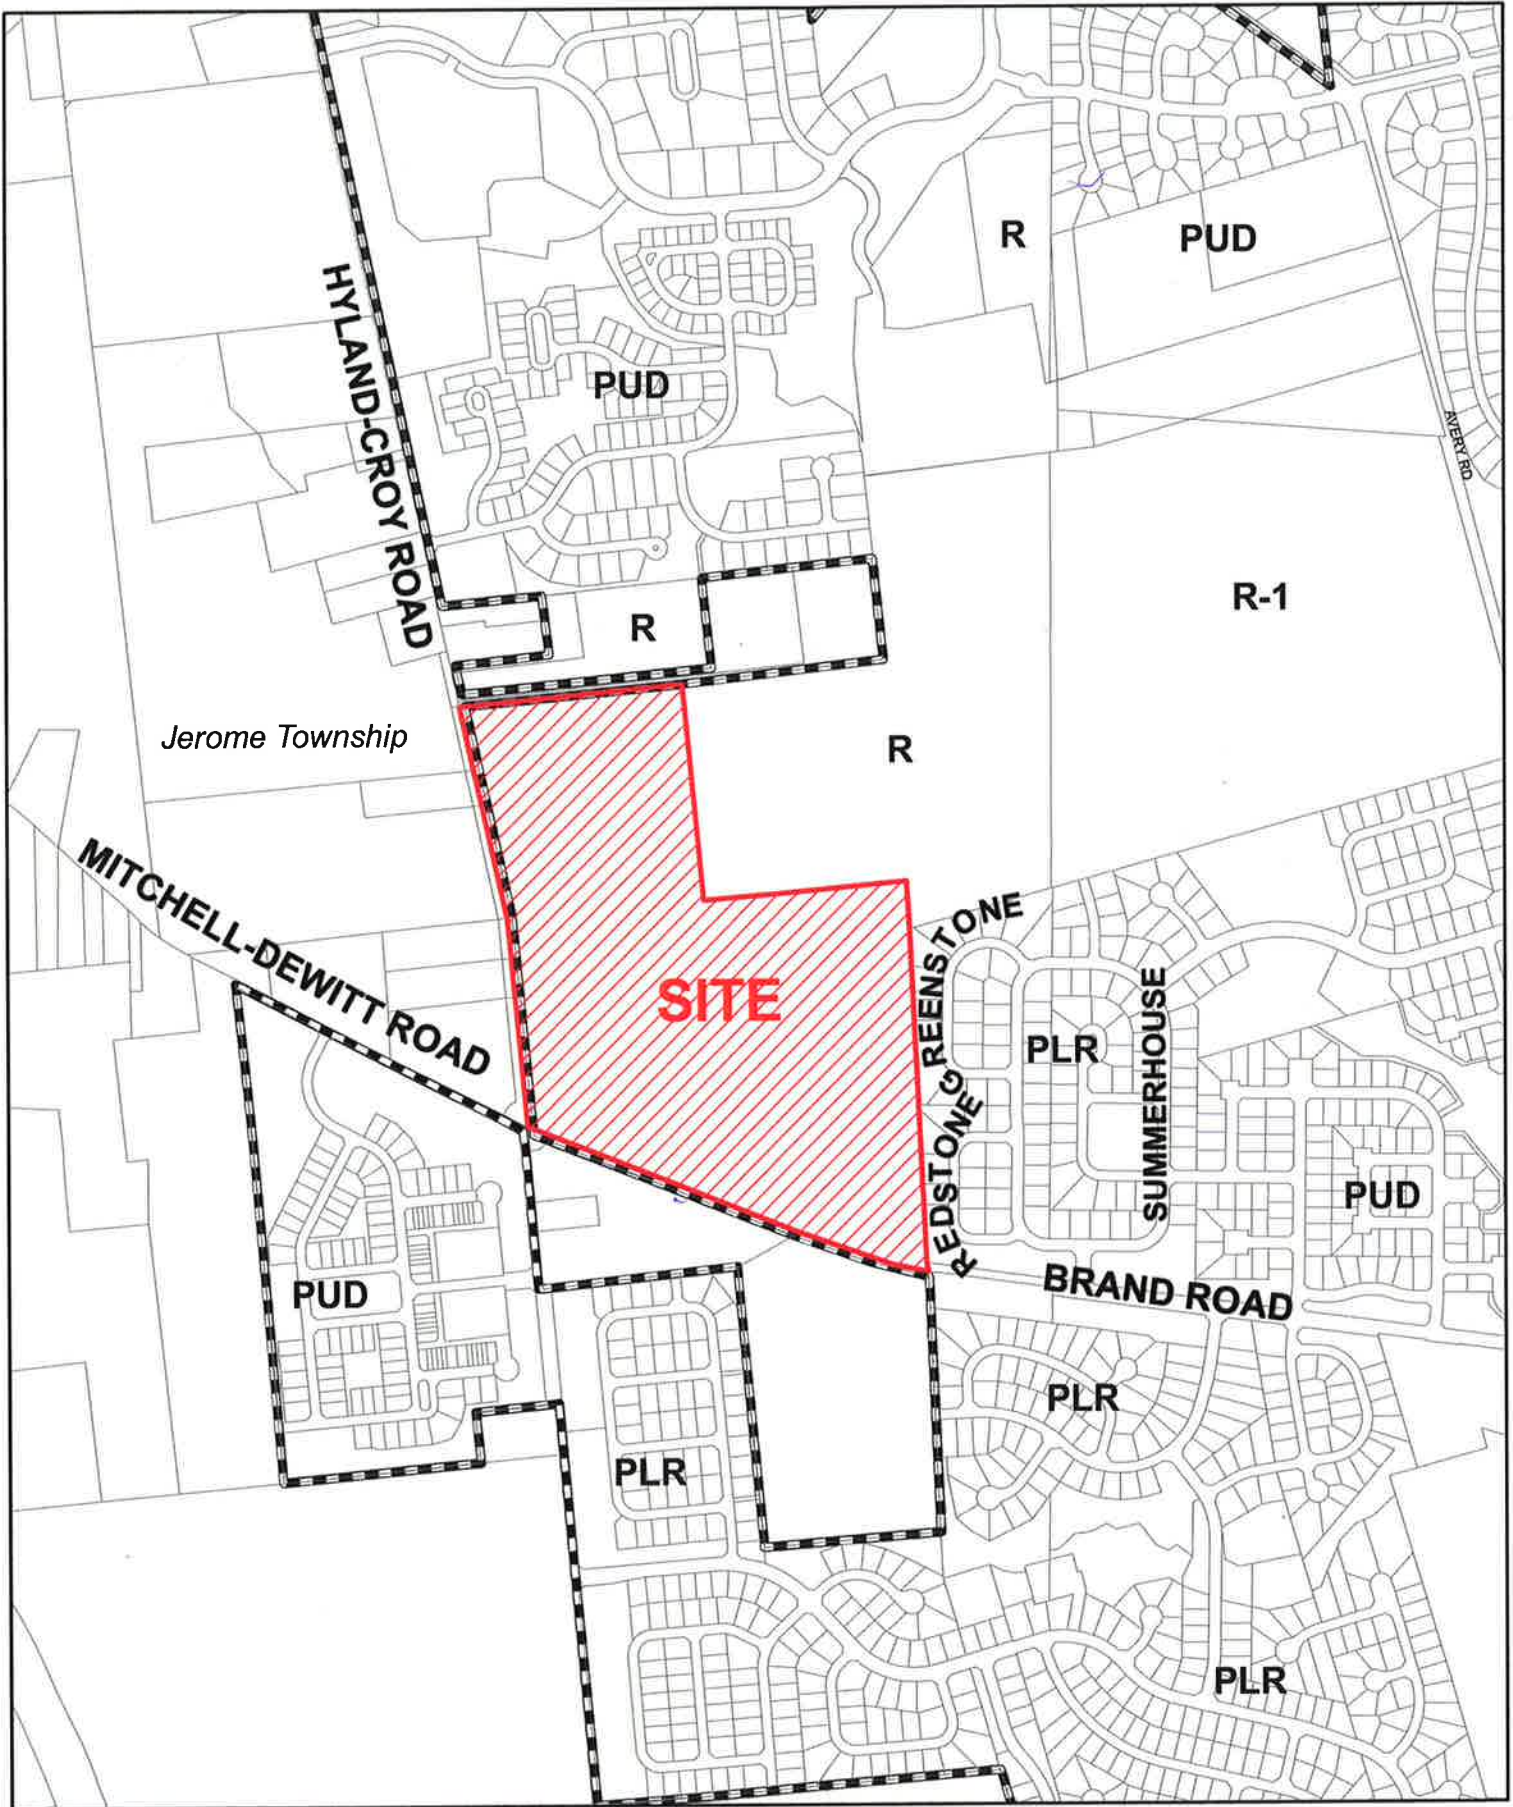 R
PUD
HYLAND-CROY ROAD
PUD
AVERY RD
R-1
R
Jerome Township
R
MITCHELL-DEWITT ROAD
GREENSTONE
SITE
PLR
SUMMERHOUSE
REDSTONE
PUD
BRAND ROAD
PUD
PLR
PLR
PLR